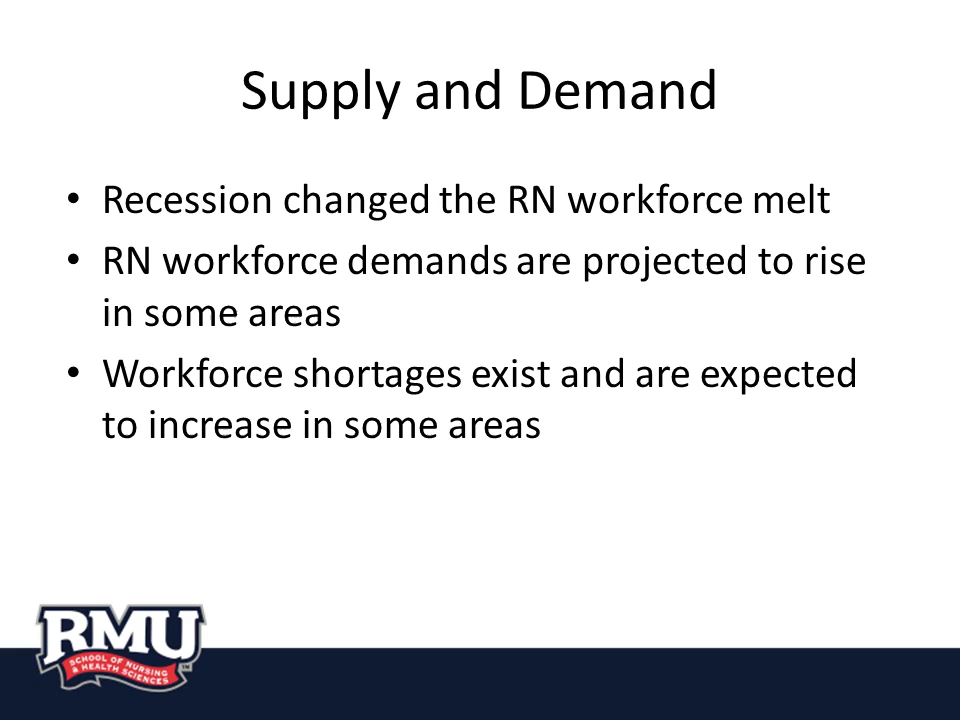 Supply and Demand
• Recession changed the RN workforce melt
• RN workforce demands are projected to rise
in some areas
• Workforce shortages exist and are expected
to increase in some areas
RMU
SCHOOL OF NURSING
& HEALTH SCIENCES